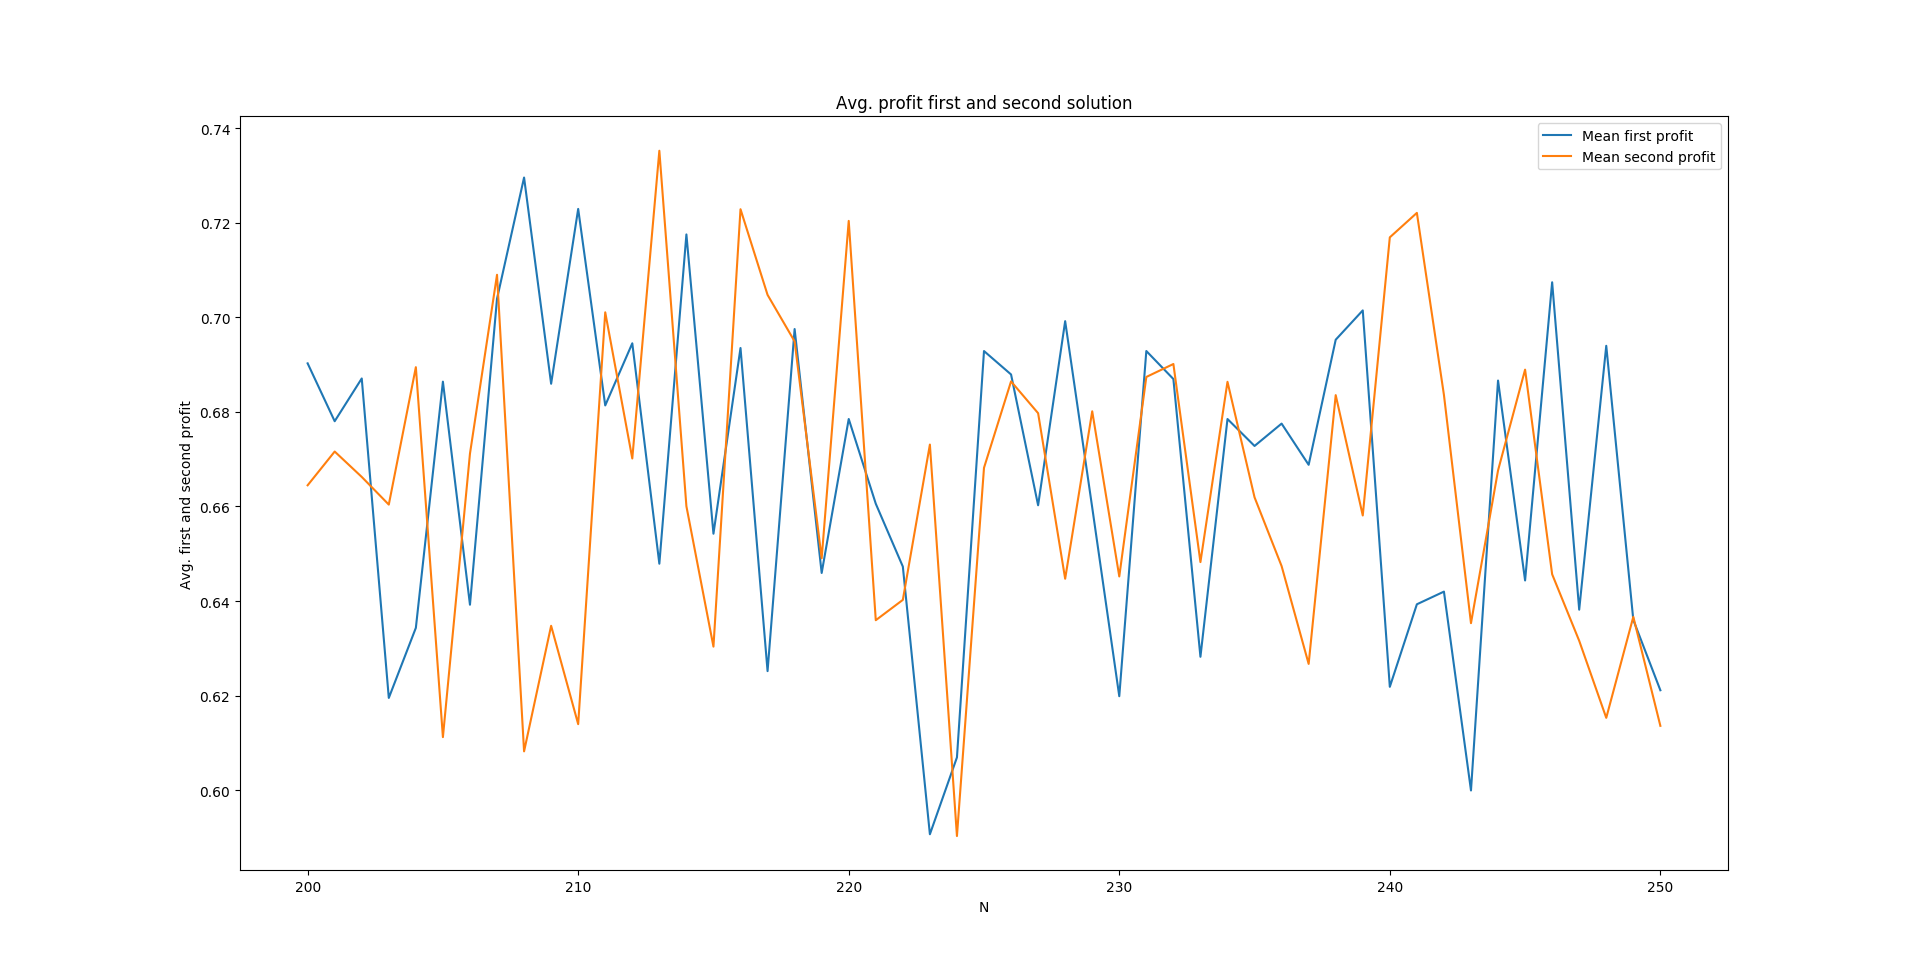 Avg. profit first and second solution
Mean first profit
Mean second profit
Avg. first and second profit
0.74
0.72
0.70
0.68
0.66
0.64
0.62
0.60
200 210 220 230 240 250
N